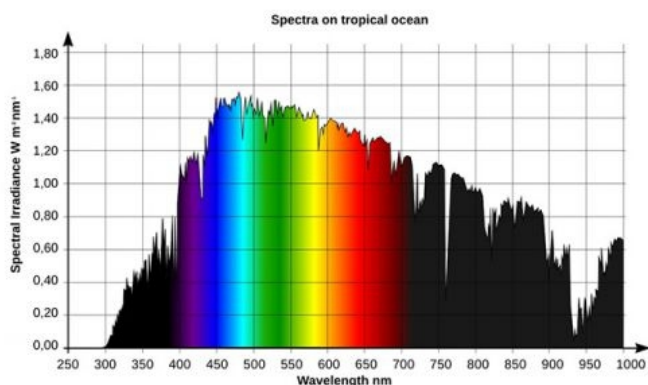 Spectra on tropical ocean
Spectral Irradiance W m²nm¹
1,80
1,60
1,40
1,20
1,00
0,80
0,60
0,40
0,20
0,00
250 300 350 400 450 500 550 600 650 700 750 800 850 900 950 1000
Wavelength nm